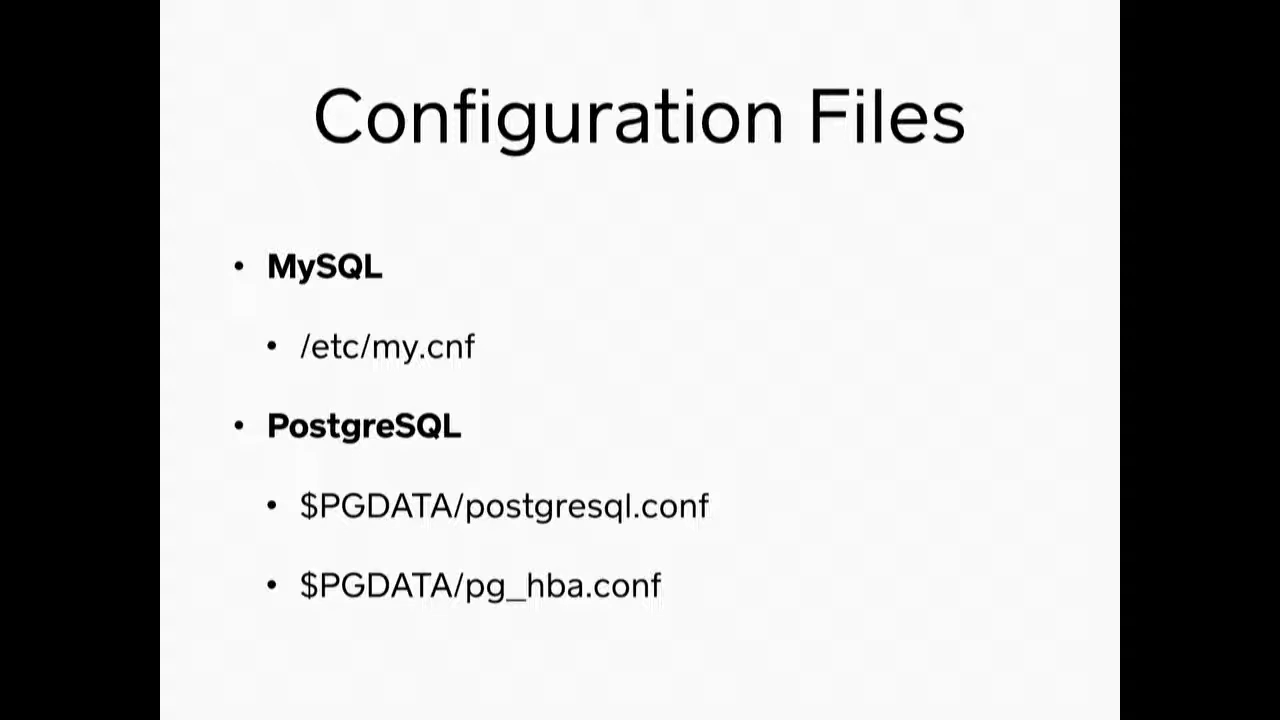 Configuration Files
• MySQL
• /etc/my.cnf
• PostgreSQL
• $PGDATA/postgresql.conf
• $PGDATA/pg_hba.conf